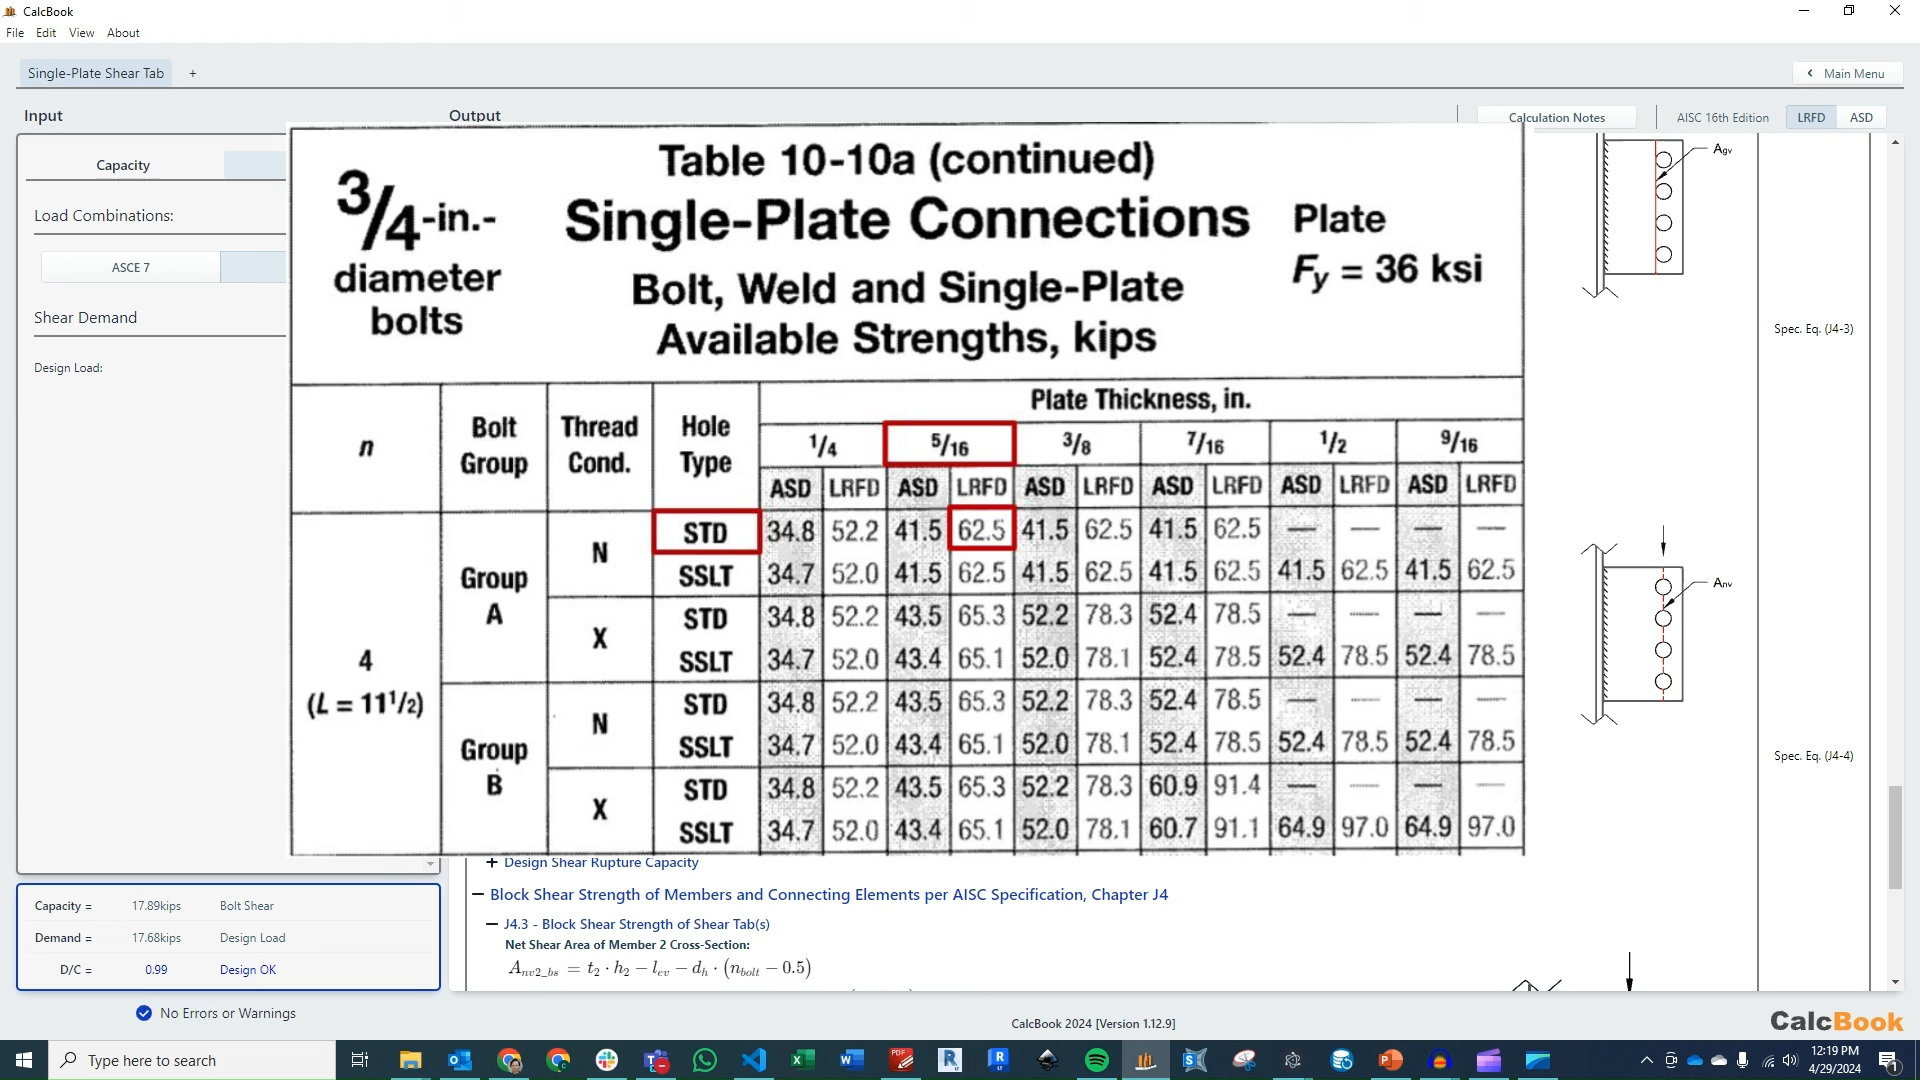 CalcBook
File Edit View About
Single-Plate Shear Tab +
Main Menu
Input
Output
Calculation Notes
AISC 16th Edition
LRFD ASD
Capacity
Load Combinations:
ASCE 7
Shear Demand
Design Load:
3/4-in.-
diameter
bolts
Table 10-10a (continued)
Single-Plate Connections
Bolt, Weld and Single-Plate
Available Strengths, kips
Plate
Fy = 36 ksi
n
Bolt Group
Thread Cond.
Hole Type
Plate Thickness, in.
1/4 5/16 3/8 7/16 1/2 9/16
ASD LRFD ASD LRFD ASD LRFD ASD LRFD ASD LRFD ASD LRFD
4
(L = 11 1/2)
Group A
N
STD 34.8 52.2 41.5 62.5 41.5 62.5 41.5 62.5 — — — —
SSLT 34.7 52.0 41.5 62.5 41.5 62.5 41.5 62.5 41.5 62.5 41.5 62.5
X
STD 34.8 52.2 43.5 65.3 52.2 78.3 52.4 78.5 — — — —
SSLT 34.7 52.0 43.4 65.1 52.0 78.1 52.4 78.5 52.4 78.5 52.4 78.5
Group B
N
STD 34.8 52.2 43.5 65.3 52.2 78.3 52.4 78.5 — — — —
SSLT 34.7 52.0 43.4 65.1 52.0 78.1 52.4 78.5 52.4 78.5 52.4 78.5
X
STD 34.8 52.2 43.5 65.3 52.2 78.3 60.9 91.4 — — — —
SSLT 34.7 52.0 43.4 65.1 52.0 78.1 60.7 91.1 64.9 97.0 64.9 97.0
Agv
Spec. Eq. (J4-3)
Anv
Spec. Eq. (J4-4)
+ Design Shear Rupture Capacity
— Block Shear Strength of Members and Connecting Elements per AISC Specification, Chapter J4
— J4.3 - Block Shear Strength of Shear Tab(s)
Net Shear Area of Member 2 Cross-Section:
Anv2_bs = t2 · h2 − lev − dh · (nbolt − 0.5)
Capacity = 17.89kips Bolt Shear
Demand = 17.68kips Design Load
D/C = 0.99 Design OK
No Errors or Warnings
CalcBook 2024 [Version 1.12.9]
CalcBook
Type here to search
12:19 PM
4/29/2024